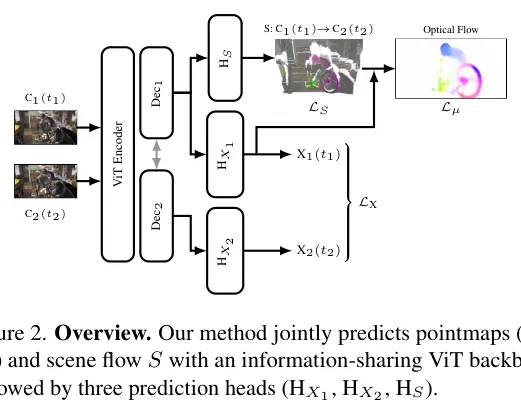 S: C1(t1)→C2(t2)
Optical Flow
HS
C1(t1)
Dec1
LS
Lμ
ViT Encoder
HX1
X1(t1)
C2(t2)
LX
Dec2
HX2
X2(t2)
ure 2. Overview. Our method jointly predicts pointmaps (
) and scene flow S with an information-sharing ViT backb
owed by three prediction heads (HX1, HX2, HS).